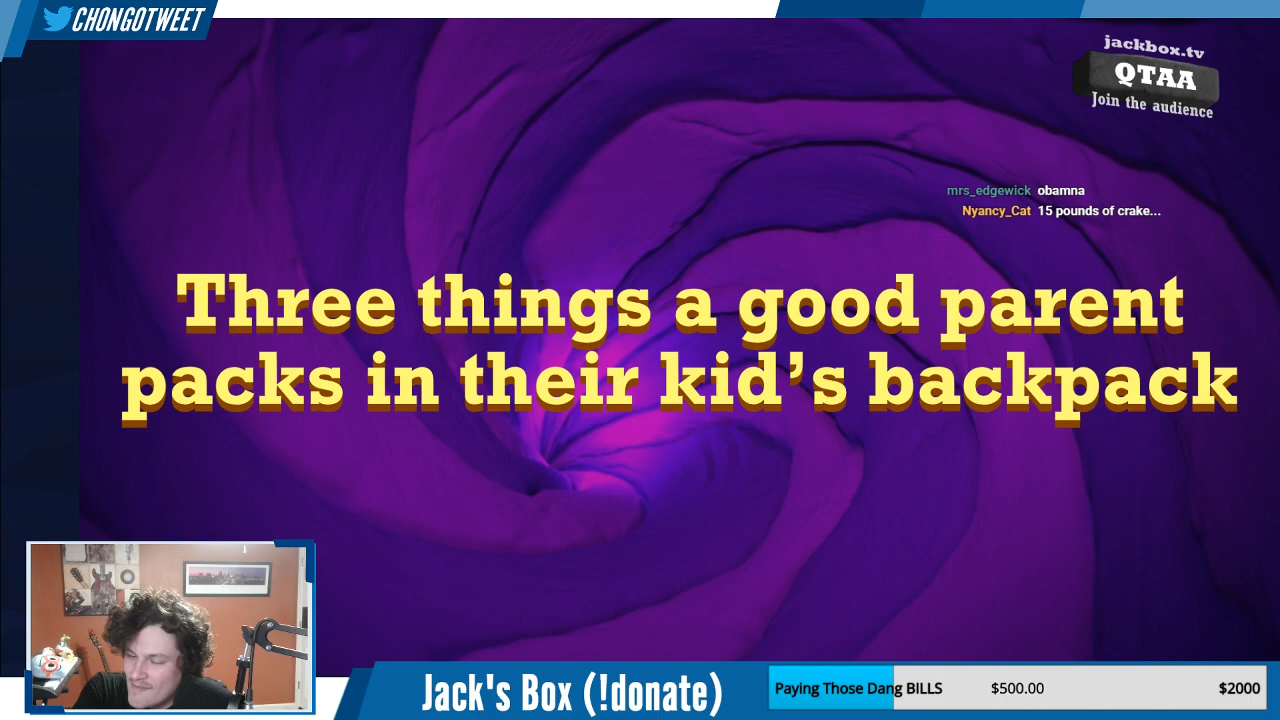 CHONGOTWEET
jackbox.tv
QTAA
Join the audience
mrs_edgewick obamna
Nyancy_Cat 15 pounds of crake...
Three things a good parent
packs in their kid's backpack
Jack's Box (!donate)
Paying Those Dang BILLS $500.00 $2000